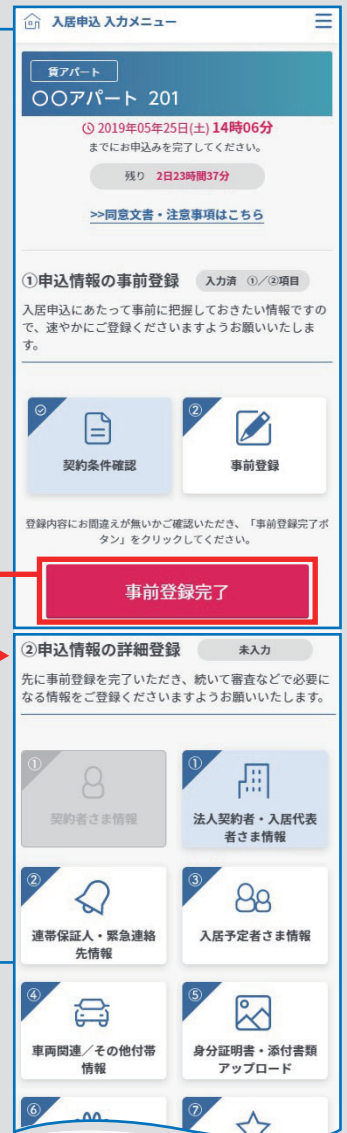 入居申込 入力メニュー
賃アパート
〇〇アパート 201
2019年05年25日(土) 14時06分
までにお申込みを完了してください。
残り 2日23時間37分
>>同意文書・注意事項はこちら
①申込情報の事前登録 入力済 ①/②項目
入居申込にあたって事前に把握しておきたい情報ですの
で、速やかにご登録くださいますようお願いいたしま
す。
②
契約条件確認 事前登録
登録内容にお間違えが無いかご確認いただき、「事前登録完了ボ
タン」をクリックしてください。
事前登録完了
②申込情報の詳細登録 未入力
先に事前登録を完了いただき、続いて審査などで必要に
なる情報をご登録くださいますようお願いいたします。
① ①
契約者さま情報 法人契約者・入居代表
者さま情報
② ③
連帯保証人・緊急連絡 入居予定者さま情報
先情報
④ ⑤
車両関連/その他付帯 身分証明書・添付書類
情報 アップロード
⑥ ⑦